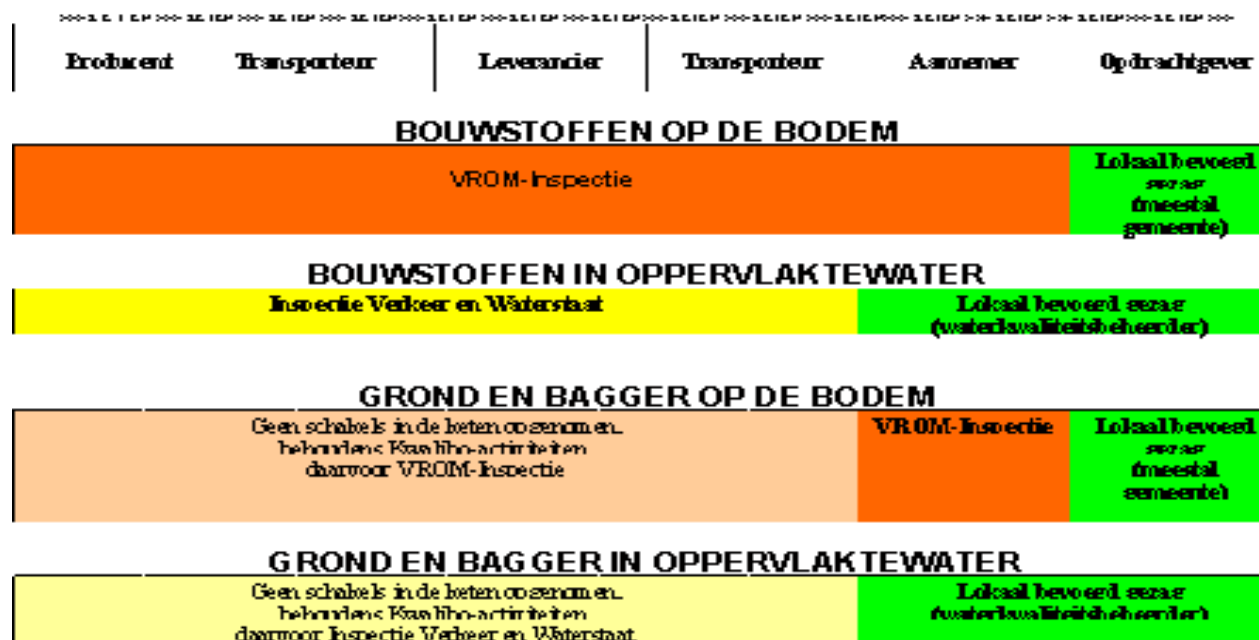 Producent Transporteur Leverancier Transporteur Aannemer Opdrachtgever
BOUWSTOFFEN OP DE BODEM
VROM-Inspectie
Lokaal bevoegd
gezag
(meestal
gemeente)
BOUWSTOFFEN IN OPPERVLAKTEWATER
Inspectie Verkeer en Waterstaat
Lokaal bevoegd gezag
(waterkwaliteitsbeheerder)
GROND EN BAGGER OP DE BODEM
Geen schakels in de keten opgenomen,
behoudens Kwalibo-activiteiten
daarvoor VROM-Inspectie
VROM-Inspectie
Lokaal bevoegd
gezag
(meestal
gemeente)
GROND EN BAGGER IN OPPERVLAKTEWATER
Geen schakels in de keten opgenomen,
behoudens Kwalibo-activiteiten
daarvoor Inspectie Verkeer en Waterstaat
Lokaal bevoegd gezag
(waterkwaliteitsbeheerder)